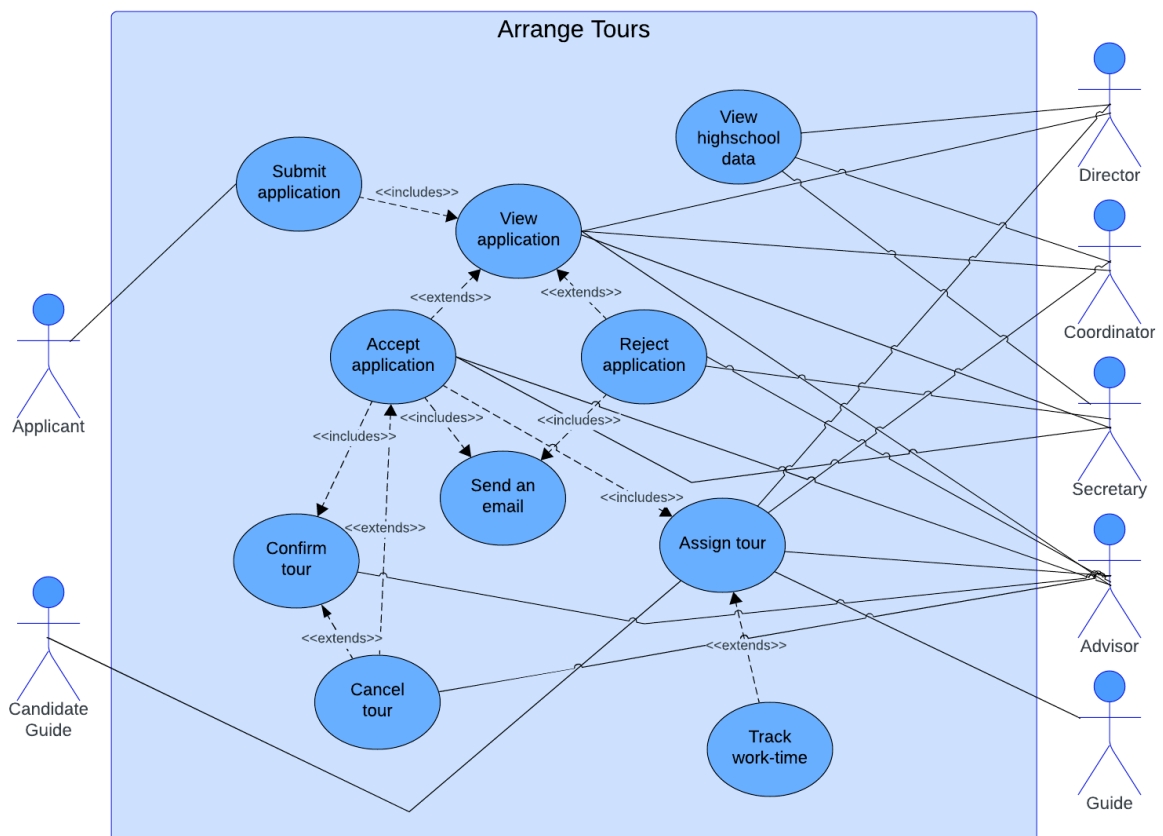 Arrange Tours
View
highschool
data
Director
Submit
application
<<includes>>
View
application
Coordinator
<<extends>>
<<extends>>
Accept
application
Reject
application
Applicant
<<includes>>
<<includes>>
<<includes>>
Send an
email
Secretary
<<includes>>
<<extends>>
Confirm
tour
Assign tour
<<extends>>
<<extends>>
Advisor
Candidate
Guide
Cancel
tour
Track
work-time
Guide